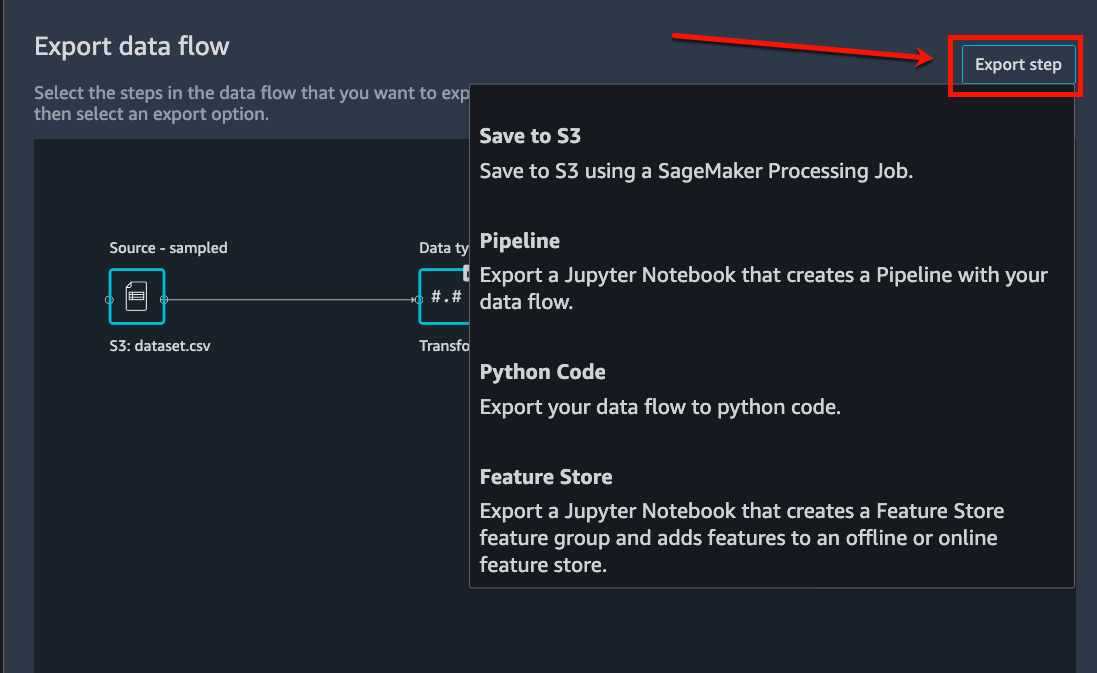 Export data flow
Export step
Select the steps in the data flow that you want to exp
then select an export option.
Save to S3
Save to S3 using a SageMaker Processing Job.
Pipeline
Export a Jupyter Notebook that creates a Pipeline with your
data flow.
Python Code
Export your data flow to python code.
Feature Store
Export a Jupyter Notebook that creates a Feature Store
feature group and adds features to an offline or online
feature store.
Source - sampled
S3: dataset.csv
Data ty
#.#
Transfo